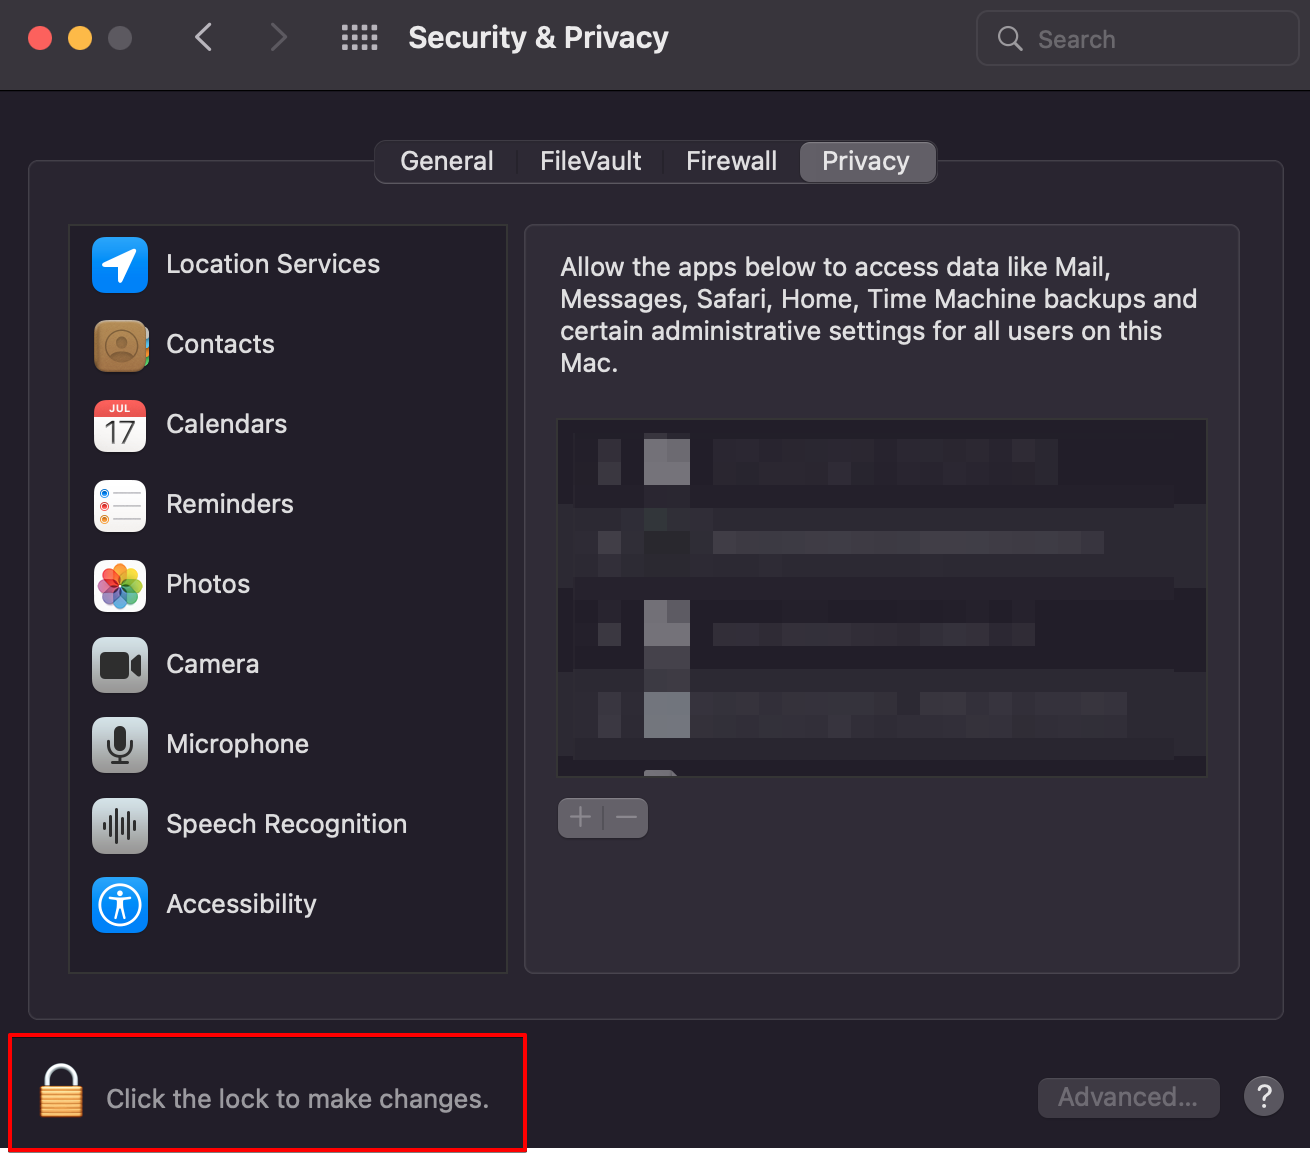 Security & Privacy
Search
General
FileVault
Firewall
Privacy
Location Services
Contacts
JUL
17
Calendars
Reminders
Photos
Camera
Microphone
Speech Recognition
Accessibility
Allow the apps below to access data like Mail,
Messages, Safari, Home, Time Machine backups and
certain administrative settings for all users on this
Mac.
Click the lock to make changes.
Advanced...
?